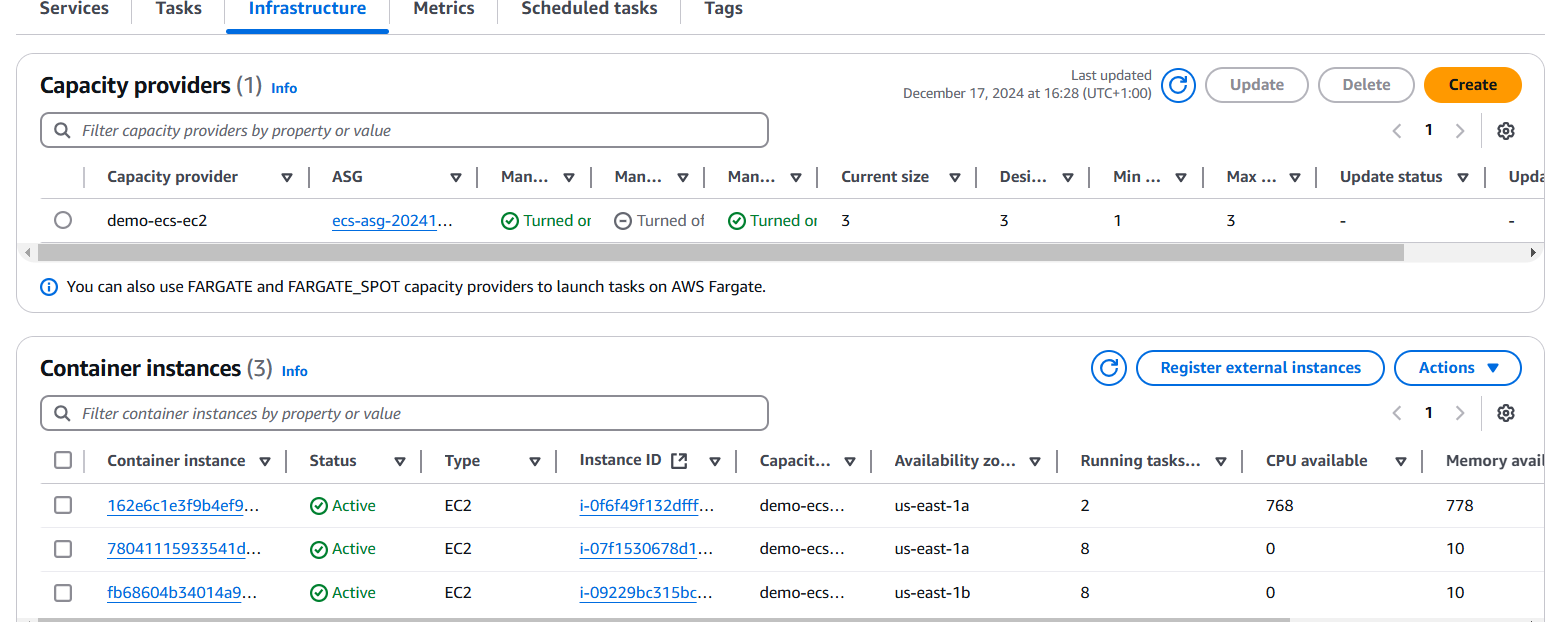 Services Tasks Infrastructure Metrics Scheduled tasks Tags
Capacity providers (1) Info
Last updated
December 17, 2024 at 16:28 (UTC+1:00)
Update Delete Create
Filter capacity providers by property or value
1
Capacity provider ASG Man... Man... Man... Current size Desi... Min ... Max ... Update status Upda
demo-ecs-ec2 ecs-asg-20241... Turned on Turned of Turned on 3 3 1 3 - -
You can also use FARGATE and FARGATE_SPOT capacity providers to launch tasks on AWS Fargate.
Container instances (3) Info
Register external instances Actions
Filter container instances by property or value
1
Container instance Status Type Instance ID Capacit... Availability zo... Running tasks... CPU available Memory avail
162e6c1e3f9b4ef9... Active EC2 i-0f6f49f132dfff... demo-ecs... us-east-1a 2 768 778
78041115933541d... Active EC2 i-07f1530678d1... demo-ecs... us-east-1a 8 0 10
fb68604b34014a9... Active EC2 i-09229bc315bc... demo-ecs... us-east-1b 8 0 10